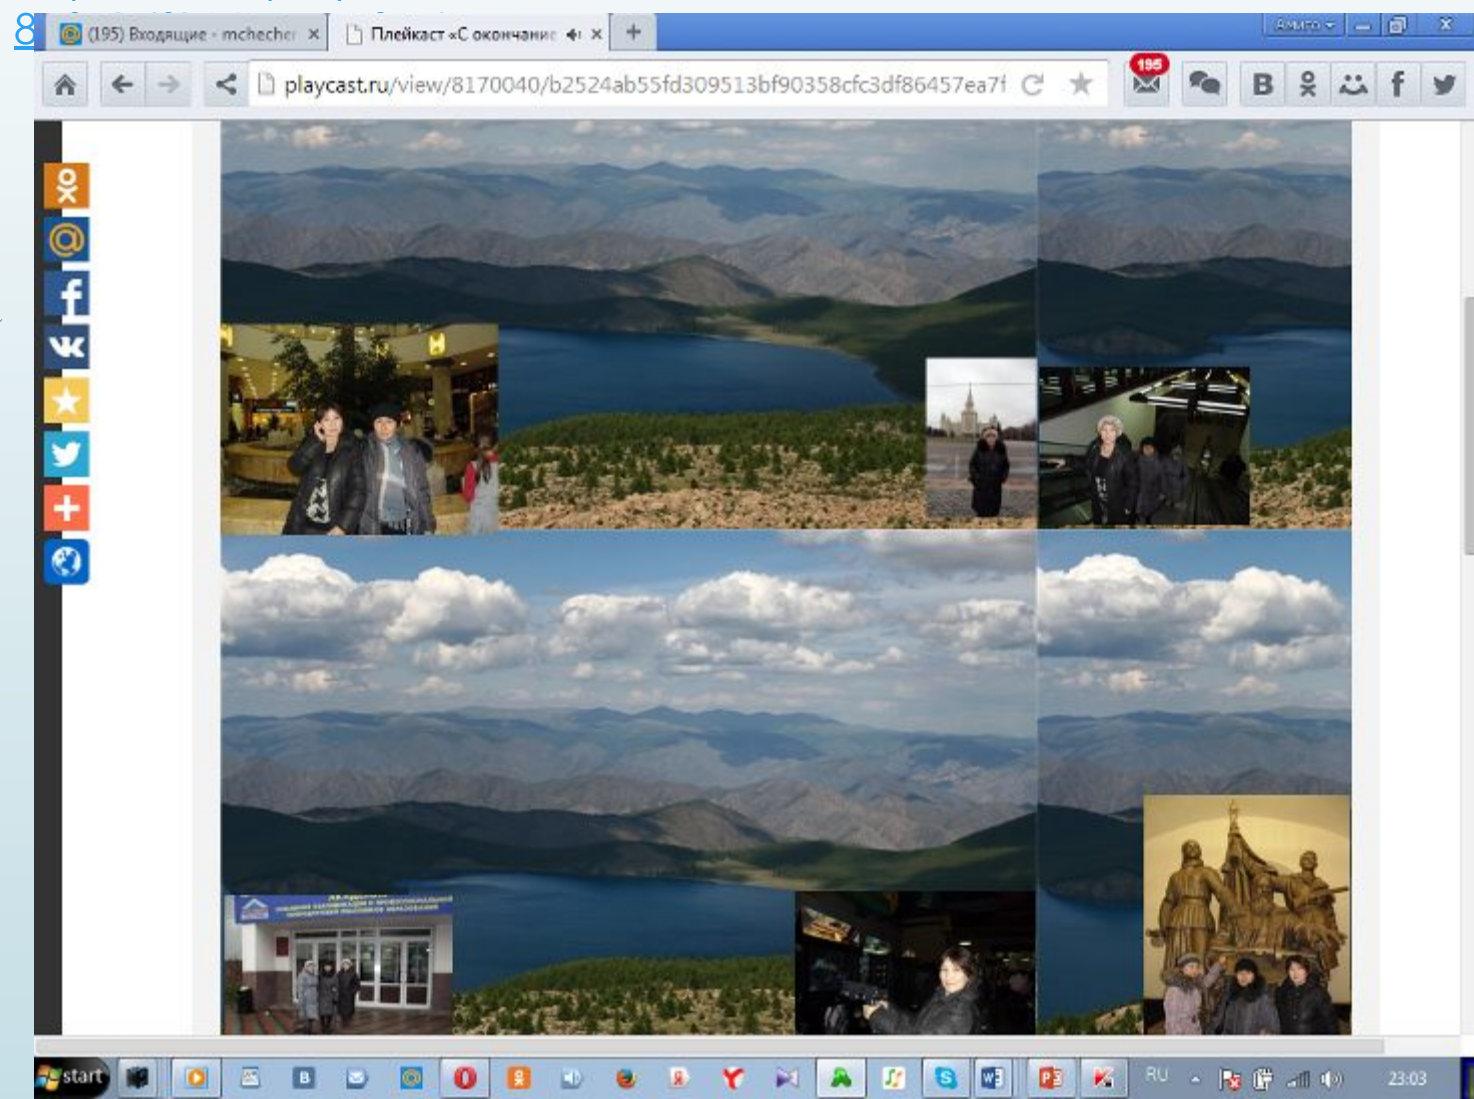 8
(195) Входящие - mchecher
Плейкаст «С окончание
Амиго
playcast.ru/view/8170040/b2524ab55fd309513bf90358cfc3df86457ea7f
195
start
RU
23:03